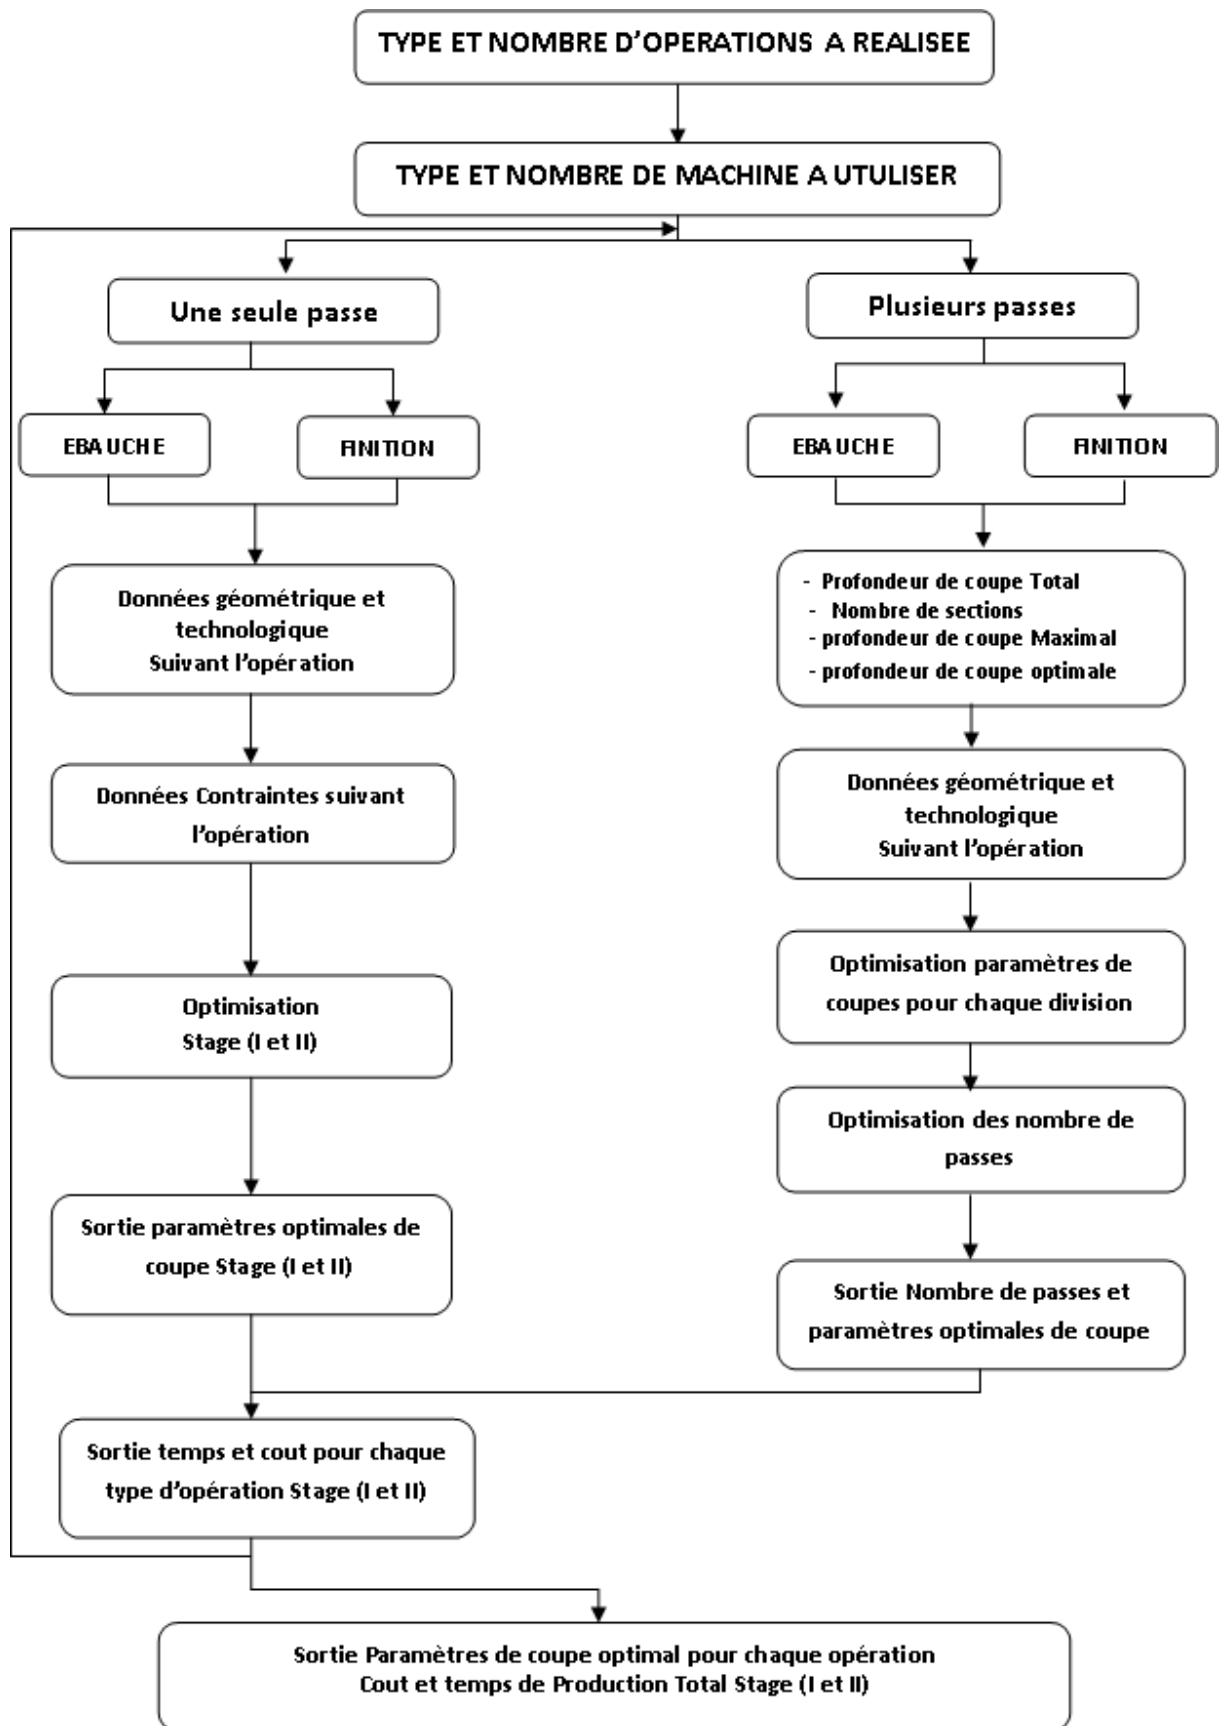 TYPE ET NOMBRE D'OPERATIONS A REALISEE
TYPE ET NOMBRE DE MACHINE A UTULISER
Une seule passe
Plusieurs passes
EBAUCHE
FINITION
EBAUCHE
FINITION
Données géométrique et
technologique
Suivant l'opération
- Profondeur de coupe Total
- Nombre de sections
- profondeur de coupe Maximal
- profondeur de coupe optimale
Données Contraintes suivant
l'opération
Données géométrique et
technologique
Suivant l'opération
Optimisation
Stage (I et II)
Optimisation paramètres de
coupes pour chaque division
Optimisation des nombre de
passes
Sortie paramètres optimales de
coupe Stage (I et II)
Sortie Nombre de passes et
paramètres optimales de coupe
Sortie temps et cout pour chaque
type d'opération Stage (I et II)
Sortie Paramètres de coupe optimal pour chaque opération
Cout et temps de Production Total Stage (I et II)